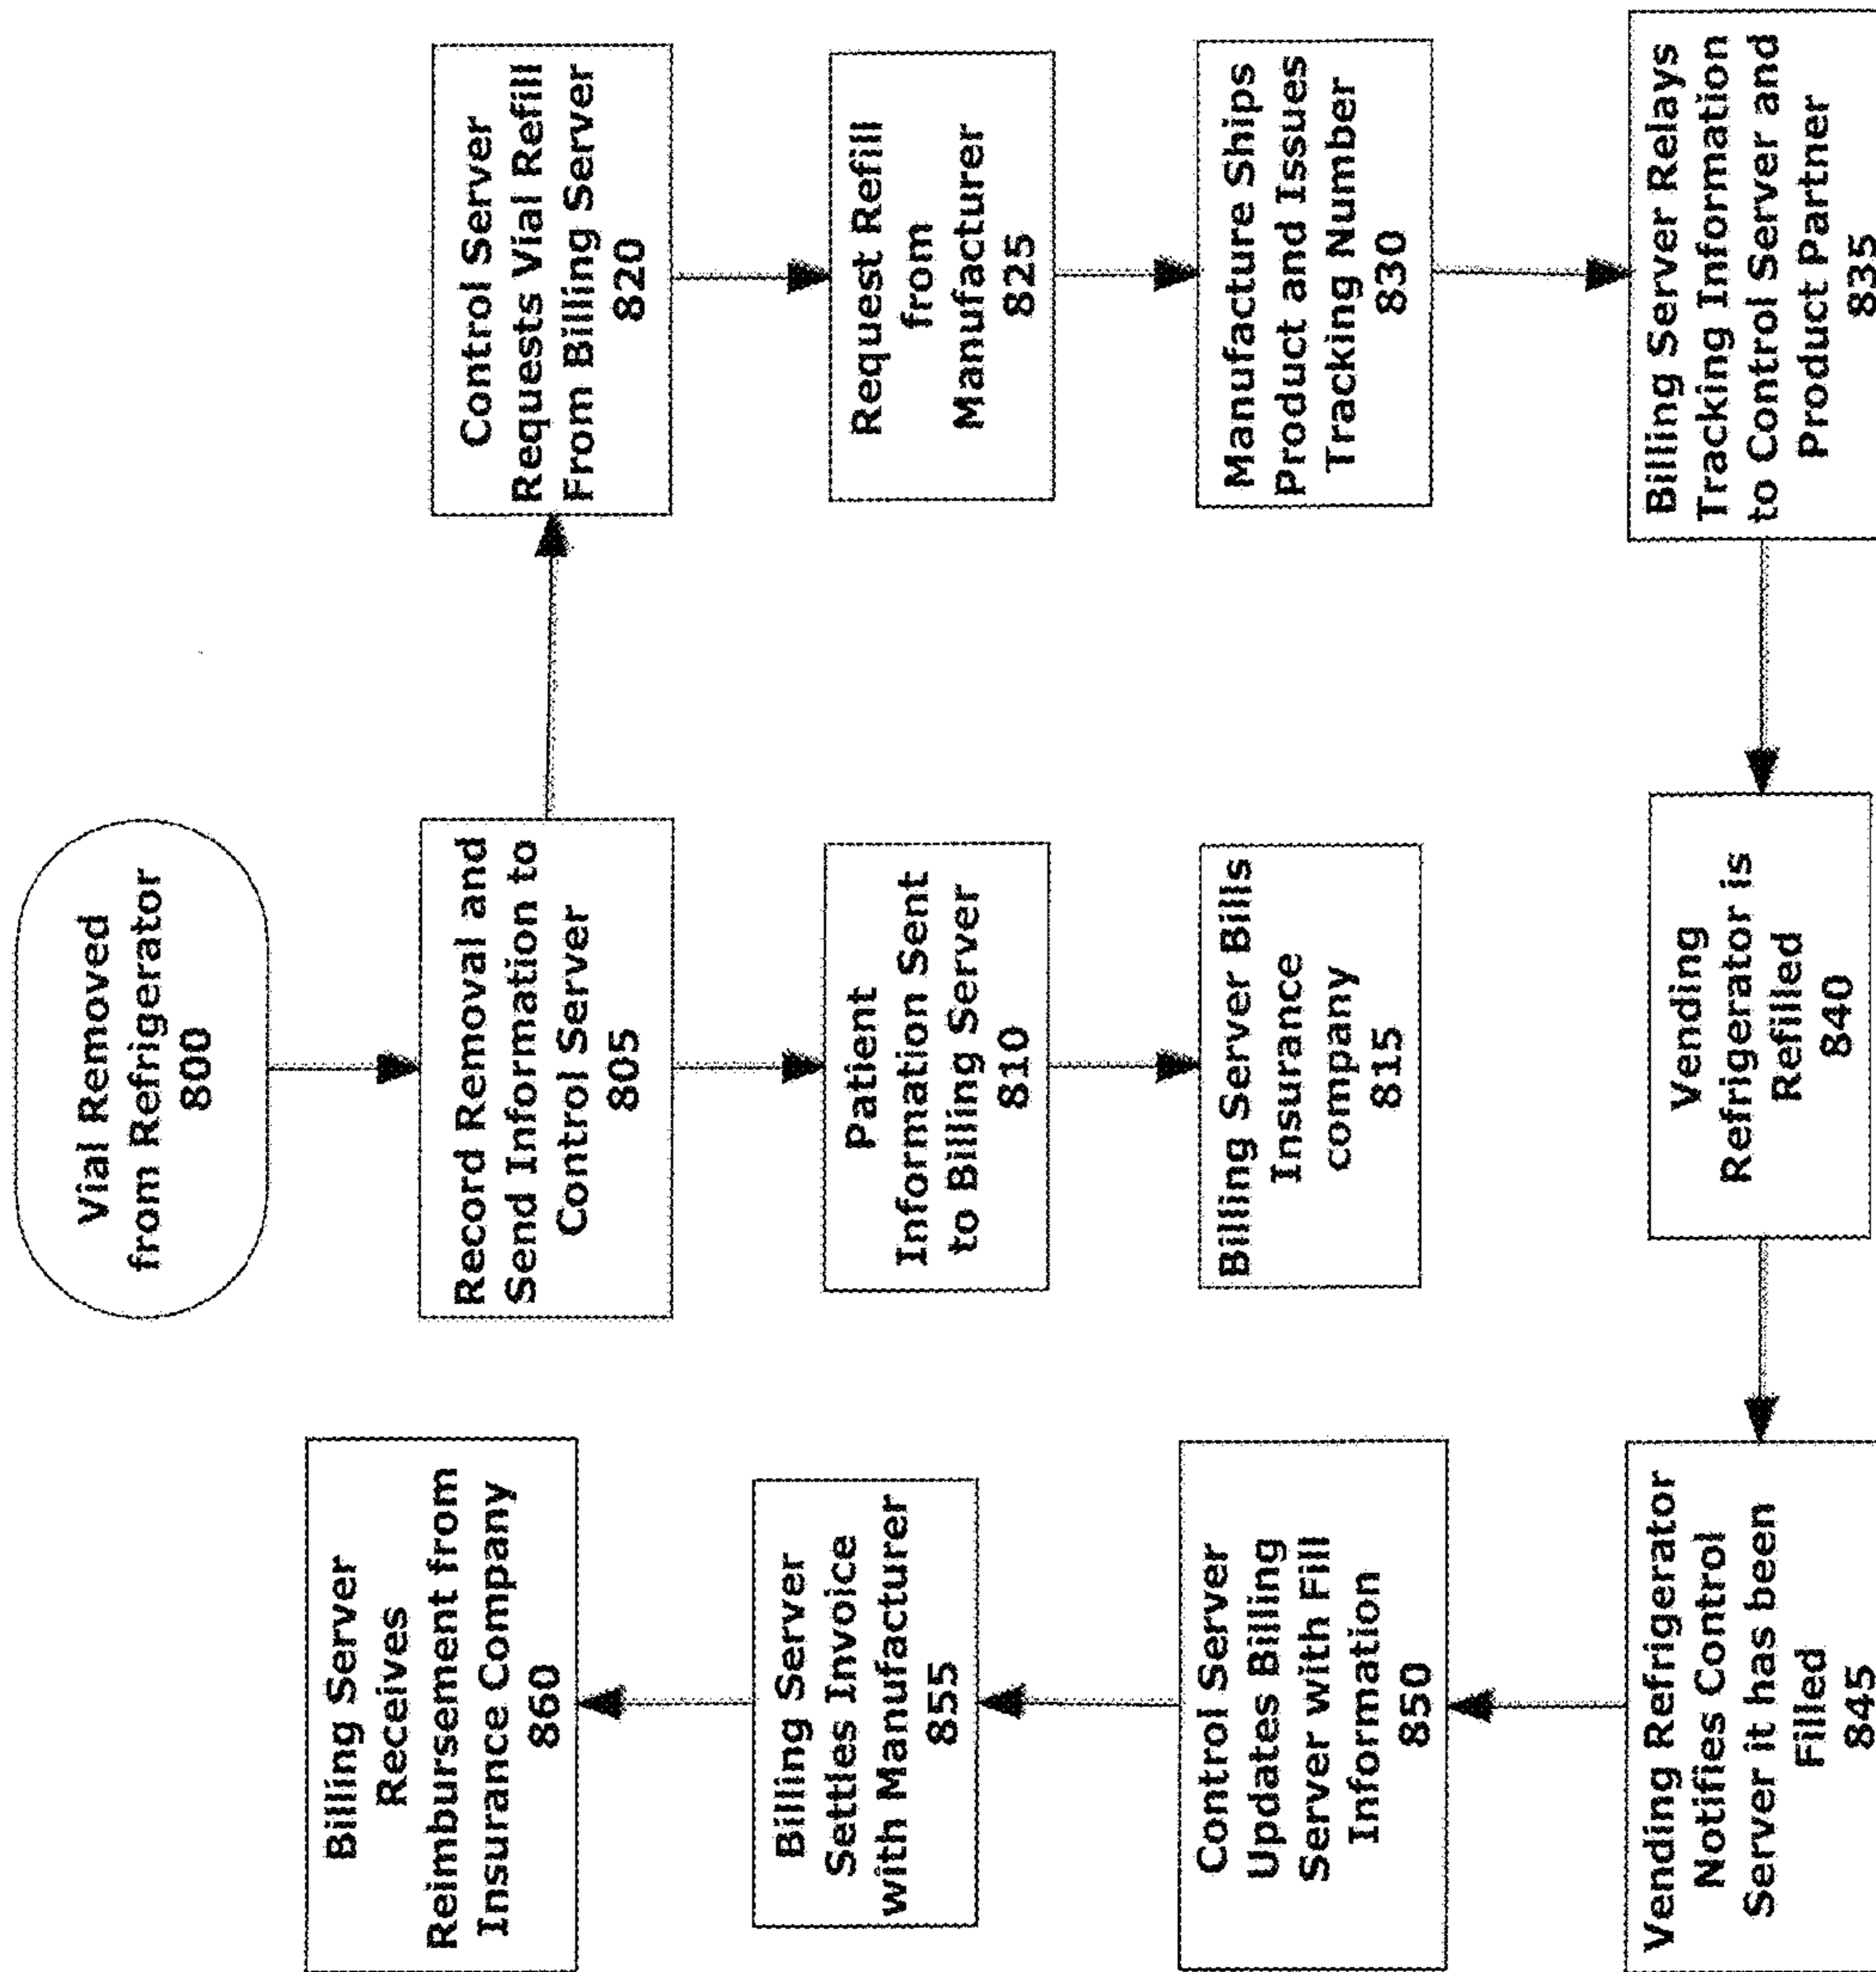 Vial Removed
from Refrigerator
800
Record Removal and
Send Information to
Control Server
805
Patient
Information Sent
to Billing Server
810
Billing Server Bills
Insurance
company
815
Control Server
Requests Vial Refill
From Billing Server
820
Request Refill
from
Manufacturer
825
Manufacture Ships
Product and Issues
Tracking Number
830
Billing Server Relays
Tracking Information
to Control Server and
Product Partner
835
Vending
Refrigerator is
Refilled
840
Vending Refrigerator
Notifies Control
Server it has been
Filled
845
Control Server
Updates Billing
Server with Fill
Information
850
Billing Server
Settles Invoice
with Manufacturer
855
Billing Server
Receives
Reimbursement from
Insurance Company
860